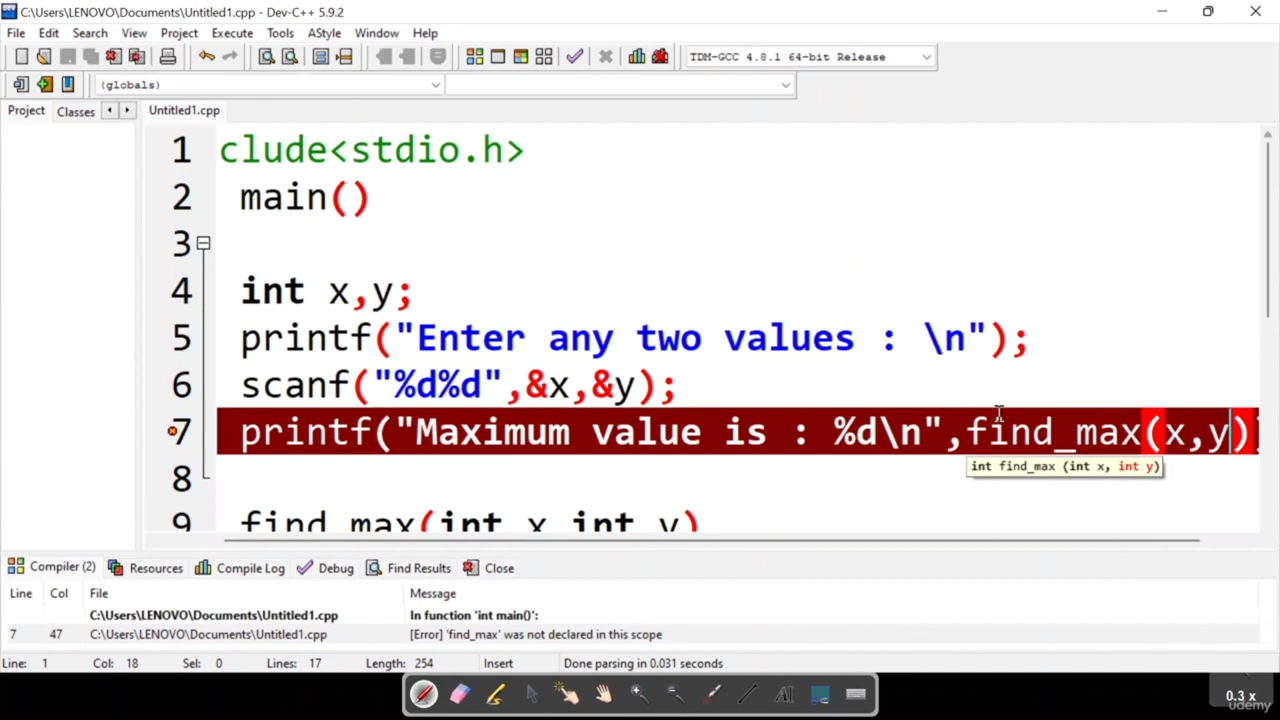 C:\Users\LENOVO\Documents\Untitled1.cpp - Dev-C++ 5.9.2
File Edit Search View Project Execute Tools AStyle Window Help
TDM-GCC 4.8.1 64-bit Release
(globals)
Project Classes Untitled1.cpp
1 clude<stdio.h>
2 main()
3
4 int x,y;
5 printf("Enter any two values : \n");
6 scanf("%d%d",&x,&y);
7 printf("Maximum value is : %d\n",find_max(x,y)
int find_max (int x, int y)
8
9 find_max(int x,int y)
Compiler (2) Resources Compile Log Debug Find Results Close
Line Col File Message
C:\Users\LENOVO\Documents\Untitled1.cpp In function 'int main()':
7 47 C:\Users\LENOVO\Documents\Untitled1.cpp [Error] 'find_max' was not declared in this scope
Line: 1 Col: 18 Sel: 0 Lines: 17 Length: 254 Insert Done parsing in 0.031 seconds
AI
0.3 x
udemy